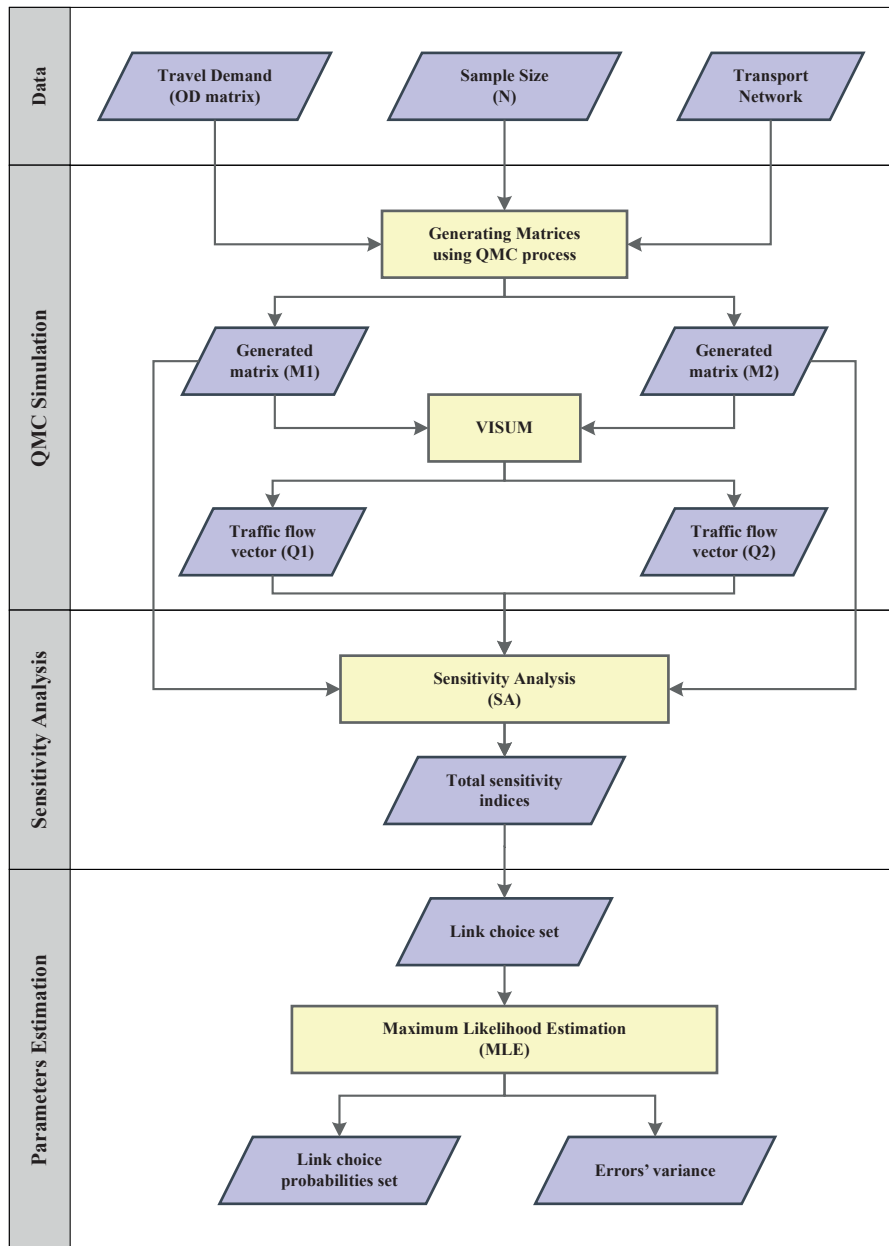 Data
Travel Demand
(OD matrix)
Sample Size
(N)
Transport
Network
QMC Simulation
Generating Matrices
using QMC process
Generated
matrix (M1)
Generated
matrix (M2)
VISUM
Traffic flow
vector (Q1)
Traffic flow
vector (Q2)
Sensitivity Analysis
Sensitivity Analysis
(SA)
Total sensitivity
indices
Parameters Estimation
Link choice set
Maximum Likelihood Estimation
(MLE)
Link choice
probabilities set
Errors’ variance